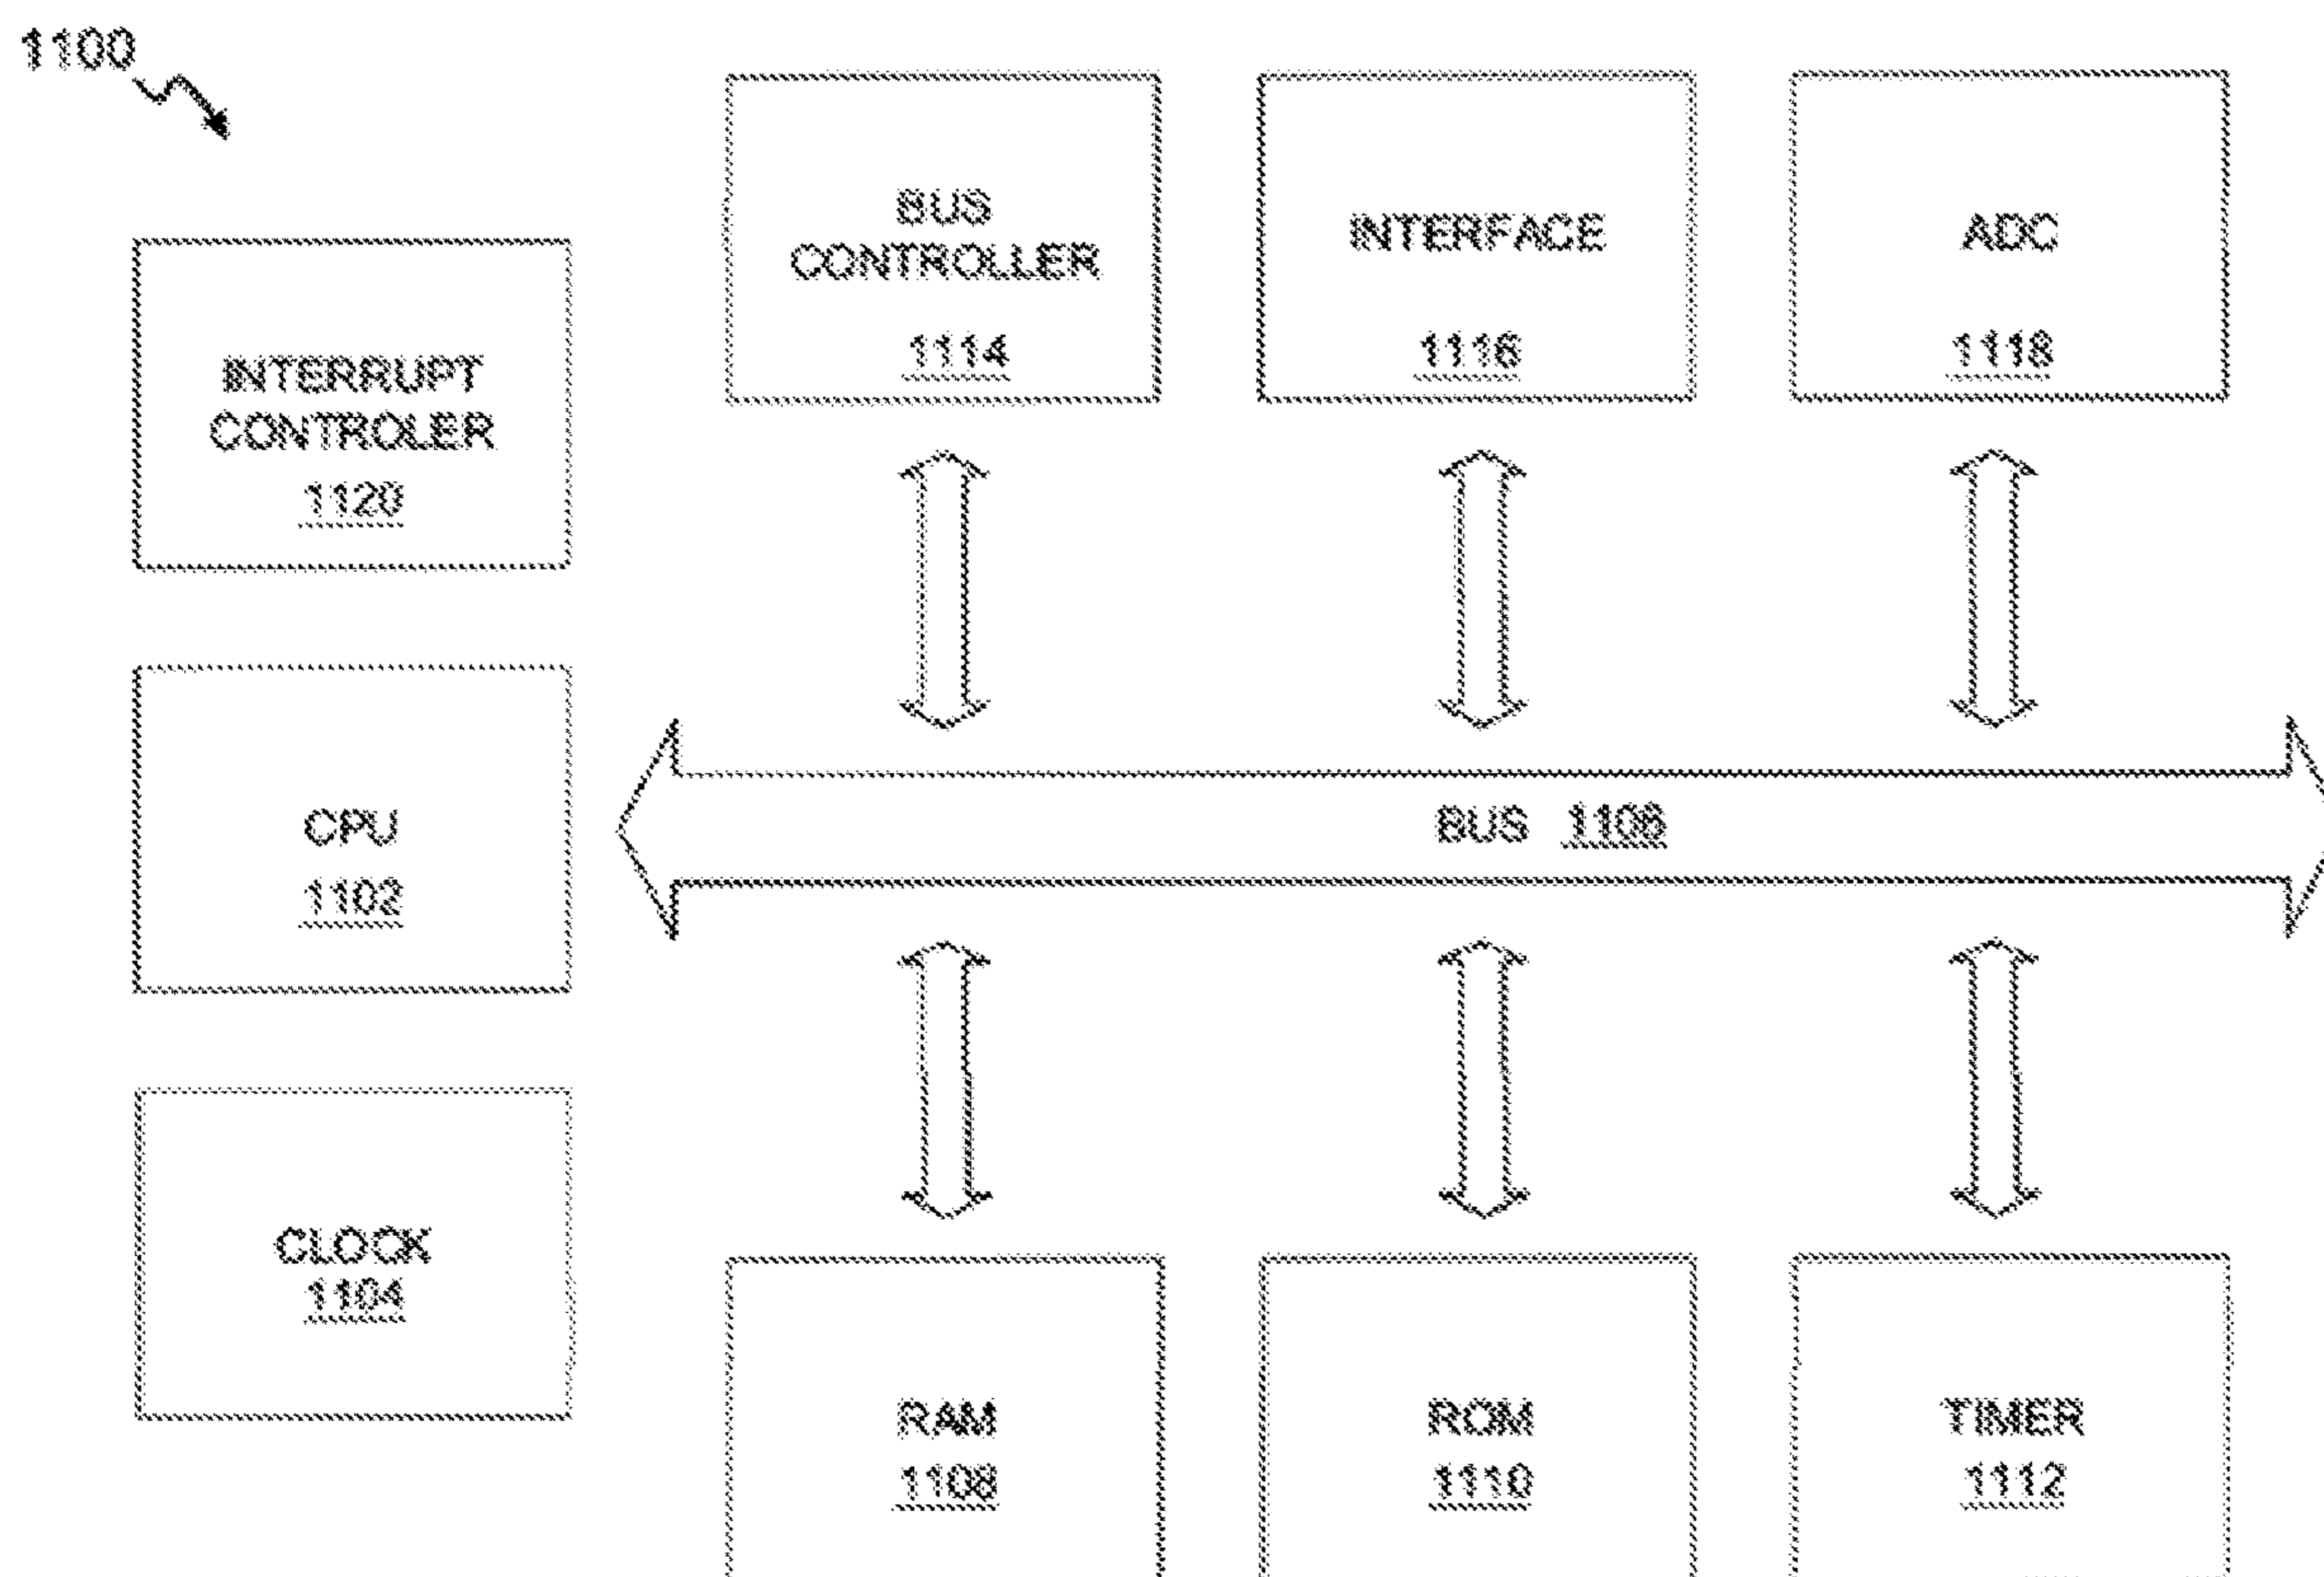 1100
BUS
CONTROLLER
1114
INTERFACE
1116
ADC
1118
INTERRUPT
CONTROLER
1120
CPU
1102
BUS 1106
CLOCK
1104
RAM
1108
ROM
1110
TIMER
1112